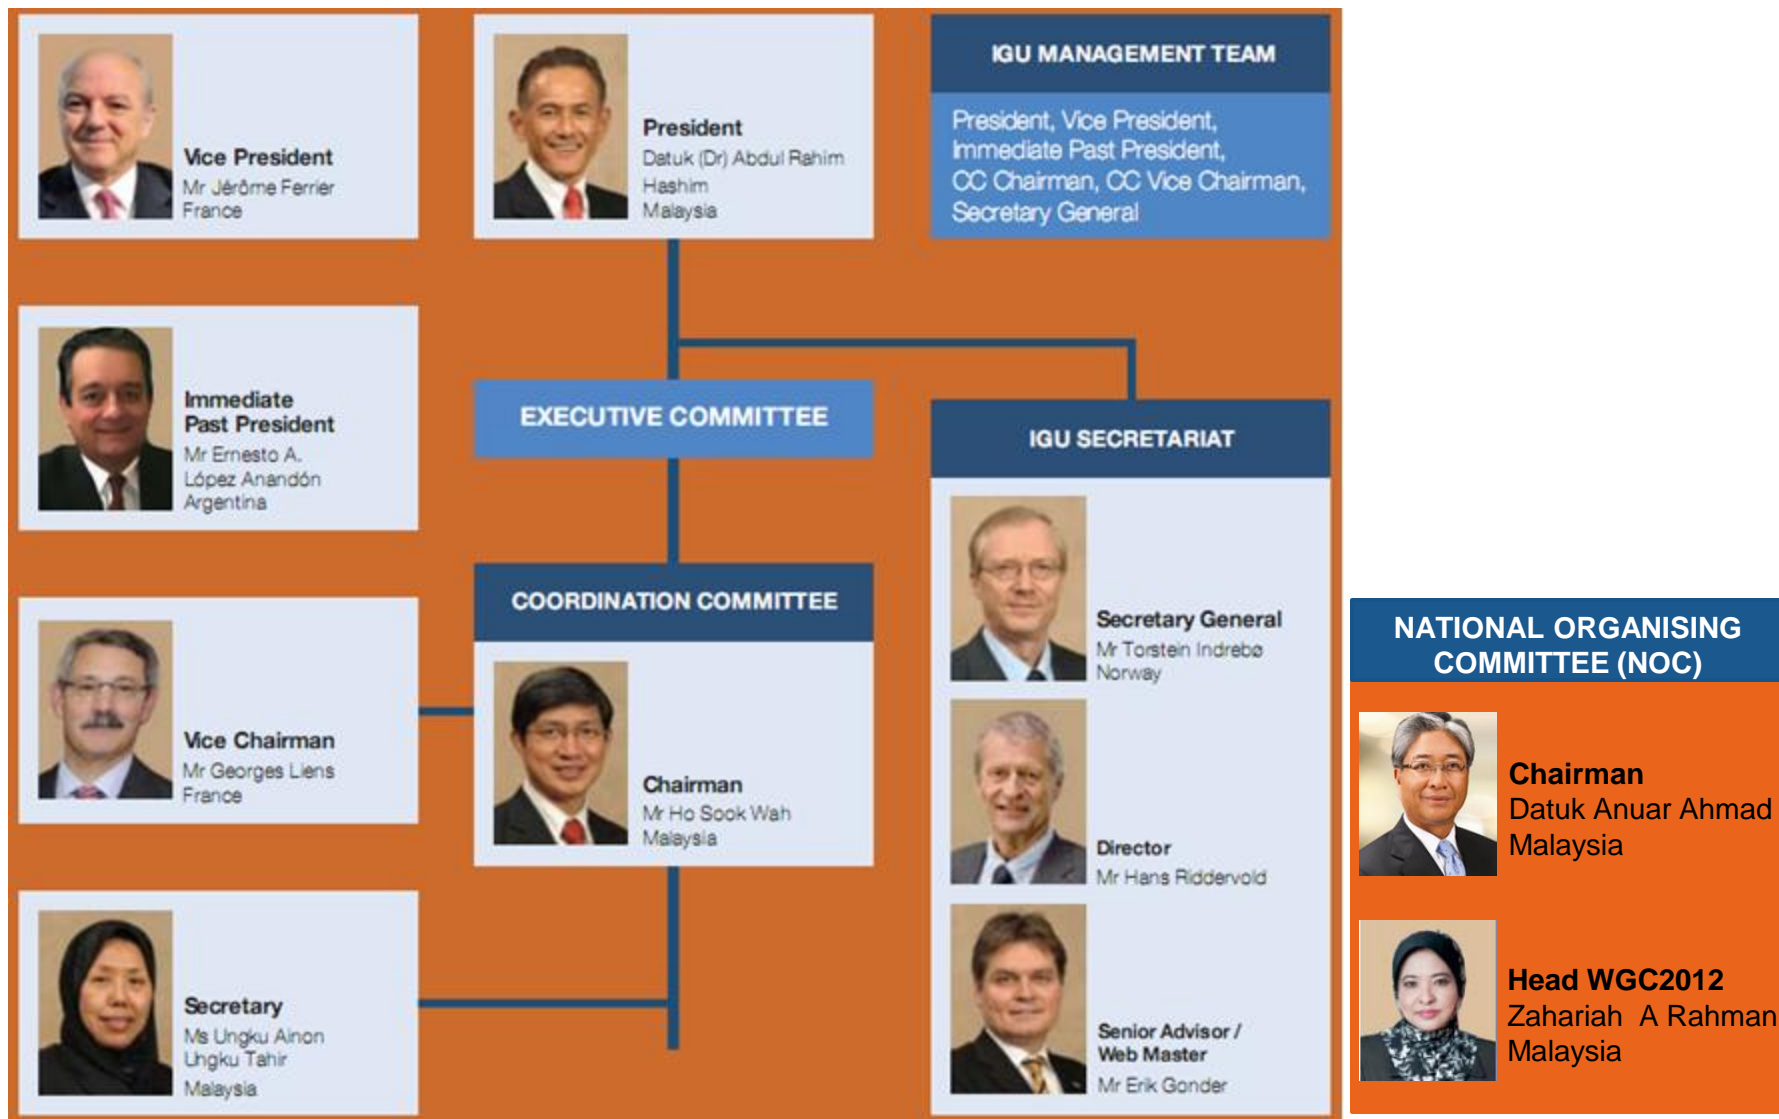 Vice President
Mr Jérôme Ferrier
France
President
Datuk (Dr) Abdul Rahim
Hashim
Malaysia
IGU MANAGEMENT TEAM
President, Vice President,
Immediate Past President,
CC Chairman, CC Vice Chairman,
Secretary General
Immediate
Past President
Mr Ernesto A.
López Anandón
Argentina
EXECUTIVE COMMITTEE
IGU SECRETARIAT
Secretary General
Mr Torstein Indrebø
Norway
Director
Mr Hans Riddervold
Senior Advisor /
Web Master
Mr Erik Gonder
COORDINATION COMMITTEE
Chairman
Mr Ho Sook Wah
Malaysia
Vice Chairman
Mr Georges Liens
France
Secretary
Ms Ungku Ainon
Ungku Tahir
Malaysia
NATIONAL ORGANISING
COMMITTEE (NOC)
Chairman
Datuk Anuar Ahmad
Malaysia
Head WGC2012
Zahariah A Rahman
Malaysia